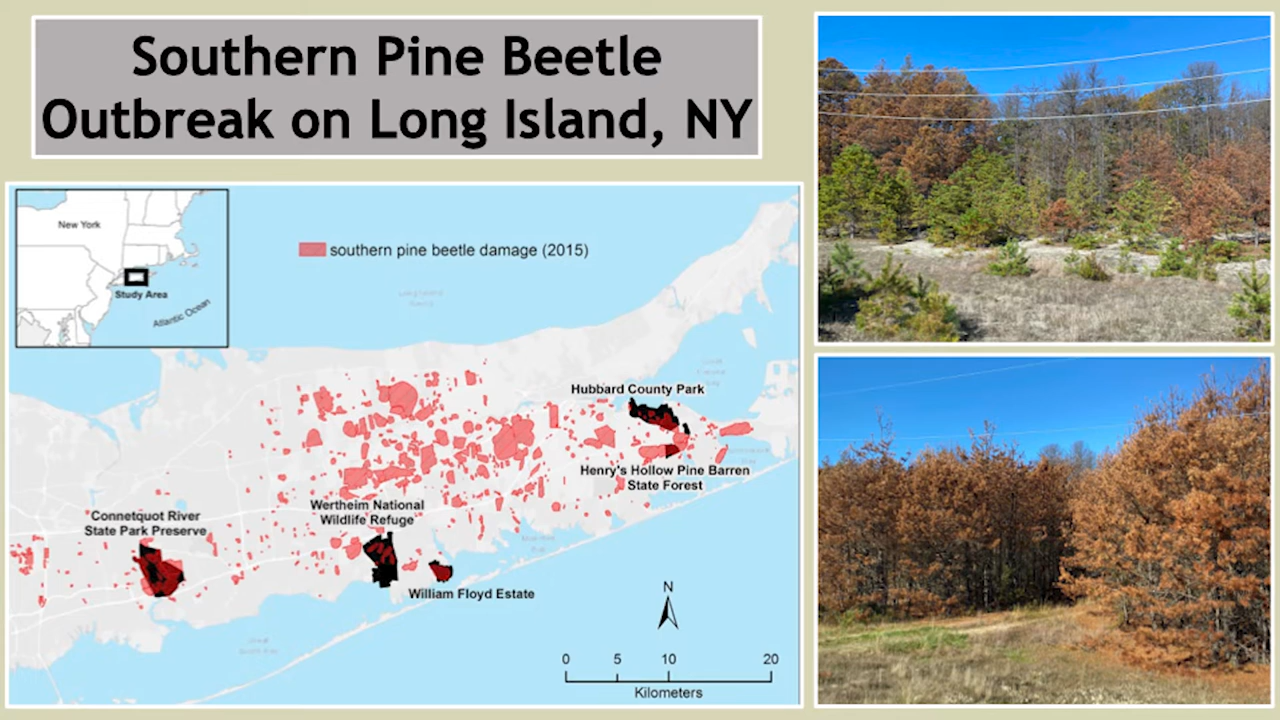 Southern Pine Beetle
Outbreak on Long Island, NY
New York
Study Area
Atlantic Ocean
southern pine beetle damage (2015)
Long Island
Hubbard County Park
Henry's Hollow Pine Barren
State Forest
Wertheim National
Wildlife Refuge
Connetquot River
State Park Preserve
William Floyd Estate
N
0 5 10 20
Kilometers